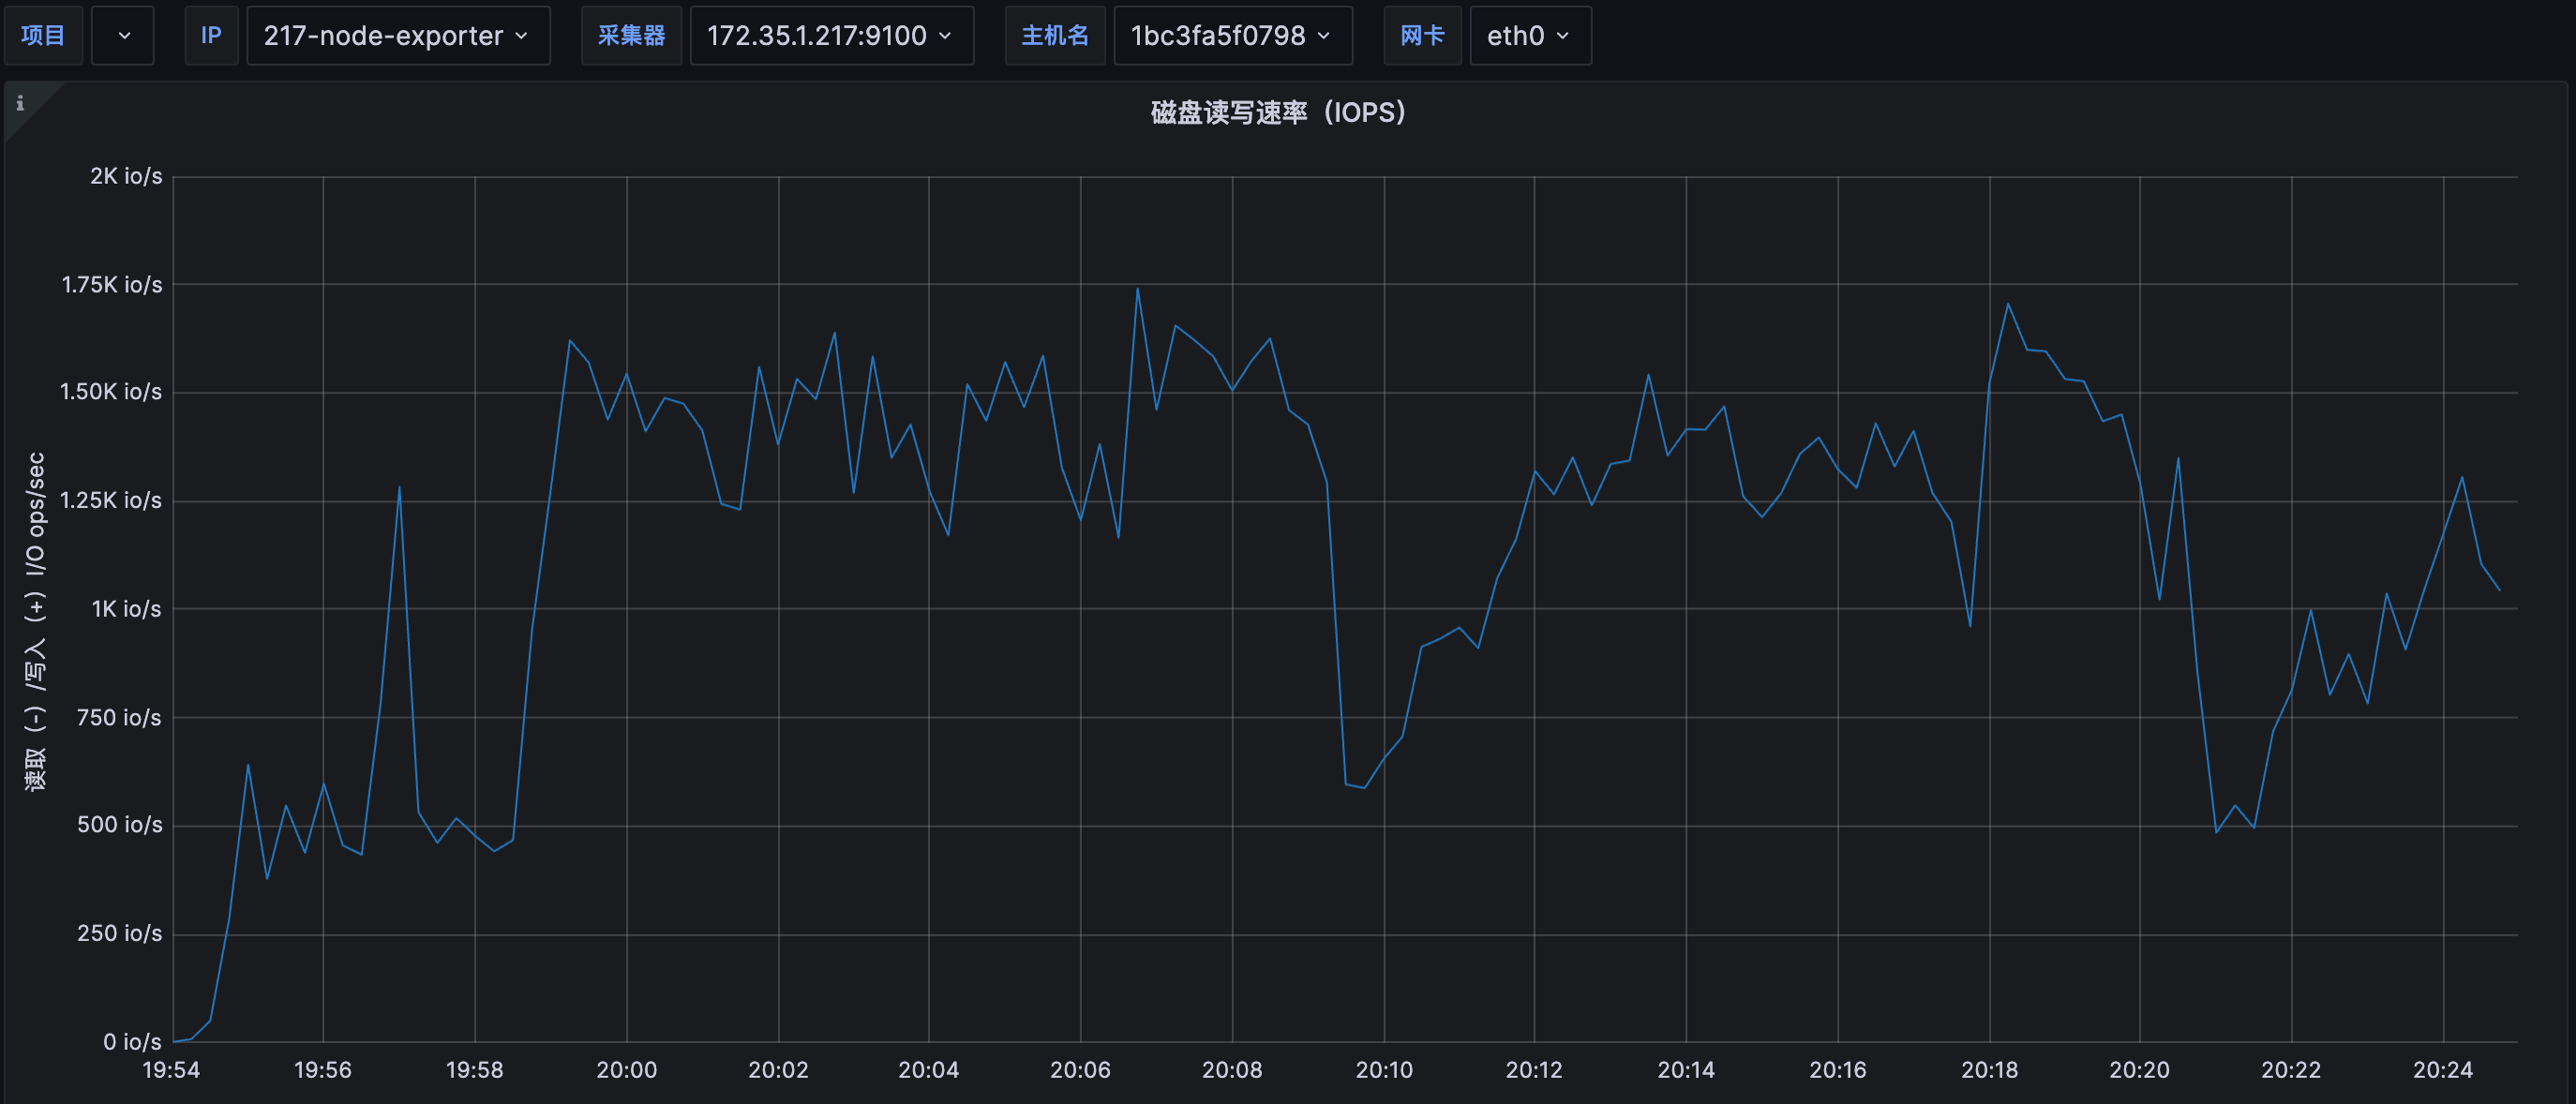 项目 IP 217-node-exporter 采集器 172.35.1.217:9100 主机名 1bc3fa5f0798 网卡 eth0
i
磁盘读写速率（IOPS）
读取（-）/写入（+）I/O ops/sec
2K io/s
1.75K io/s
1.50K io/s
1.25K io/s
1K io/s
750 io/s
500 io/s
250 io/s
0 io/s
19:54 19:56 19:58 20:00 20:02 20:04 20:06 20:08 20:10 20:12 20:14 20:16 20:18 20:20 20:22 20:24